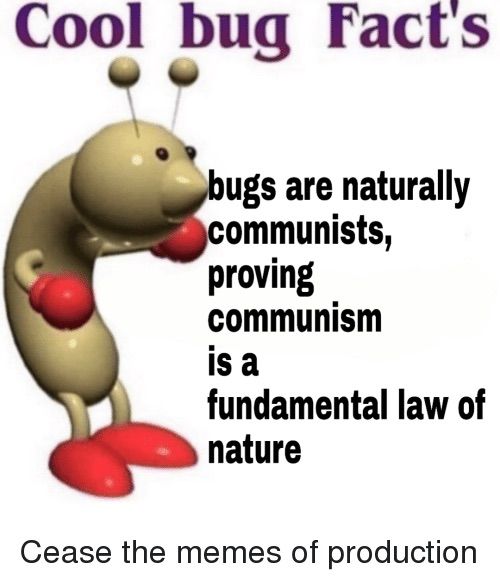 Cool bug Fact's
bugs are naturally
communists,
proving
communism
is a
fundamental law of
nature
Cease the memes of production